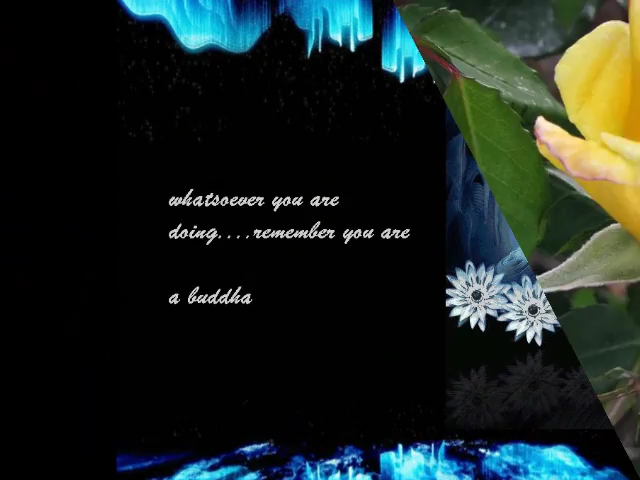 whatsoever you are
doing....remember you are
a buddha